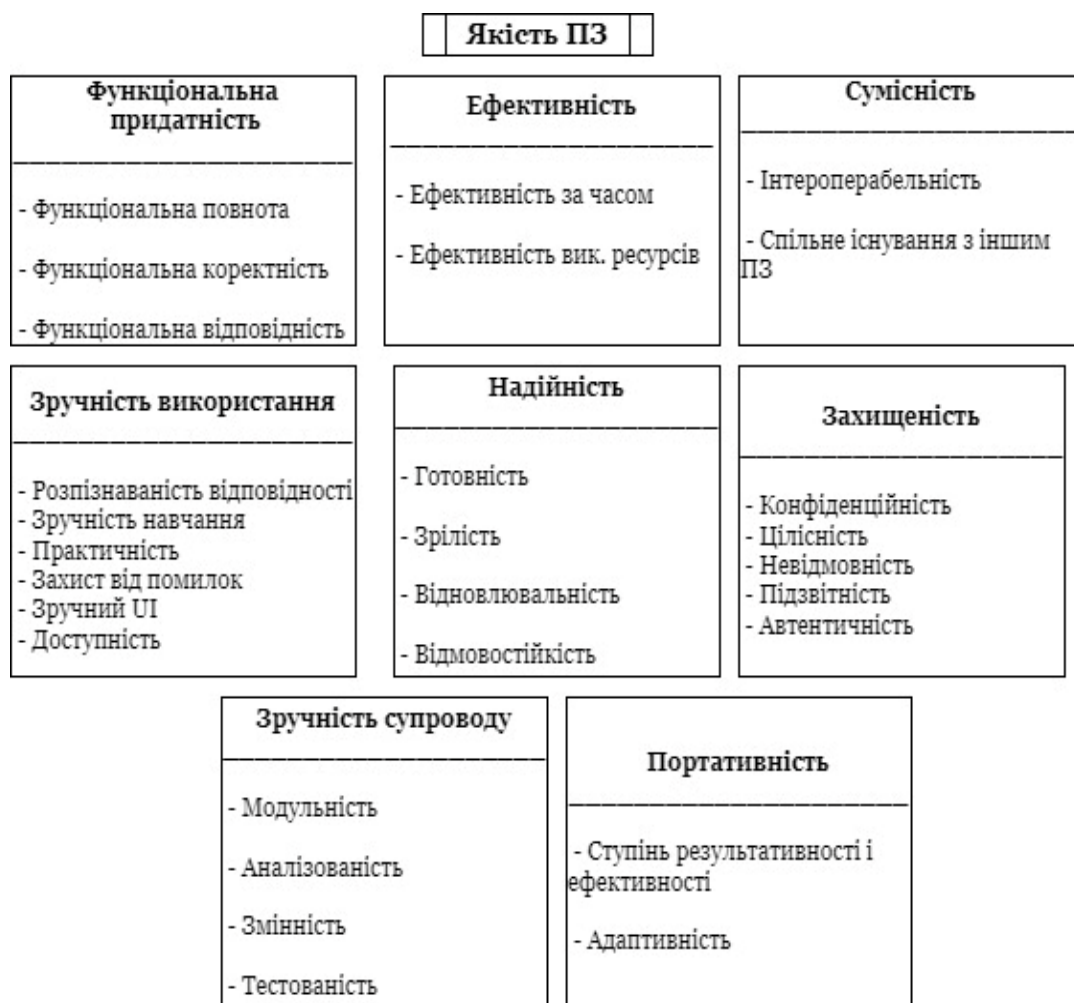 Якість ПЗ
Функціональна
придатність
- Функціональна повнота
- Функціональна коректність
- Функціональна відповідність
Ефективність
- Ефективність за часом
- Ефективність вик. ресурсів
Сумісність
- Інтероперабельність
- Спільне існування з іншим
ПЗ
Зручність використання
- Розпізнаваність відповідності
- Зручність навчання
- Практичність
- Захист від помилок
- Зручний UI
- Доступність
Надійність
- Готовність
- Зрілість
- Відновлювальність
- Відмовостійкість
Захищеність
- Конфіденційність
- Цілісність
- Невідмовність
- Підзвітність
- Автентичність
Зручність супроводу
- Модульність
- Аналізованість
- Змінність
- Тестованість
Портативність
- Ступінь результативності і
ефективності
- Адаптивність